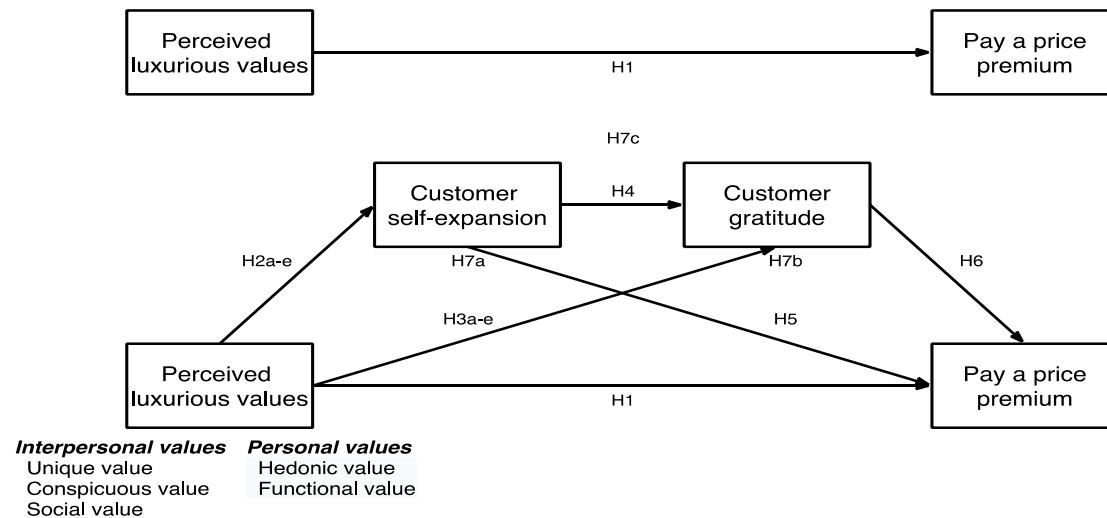 Perceived
luxurious values
Pay a price
premium
H1
H7c
Customer
self-expansion
H4
Customer
gratitude
H2a-e
H7a
H7b
H6
H3a-e
H5
Perceived
luxurious values
Pay a price
premium
H1
Interpersonal values
Unique value
Conspicuous value
Social value
Personal values
Hedonic value
Functional value